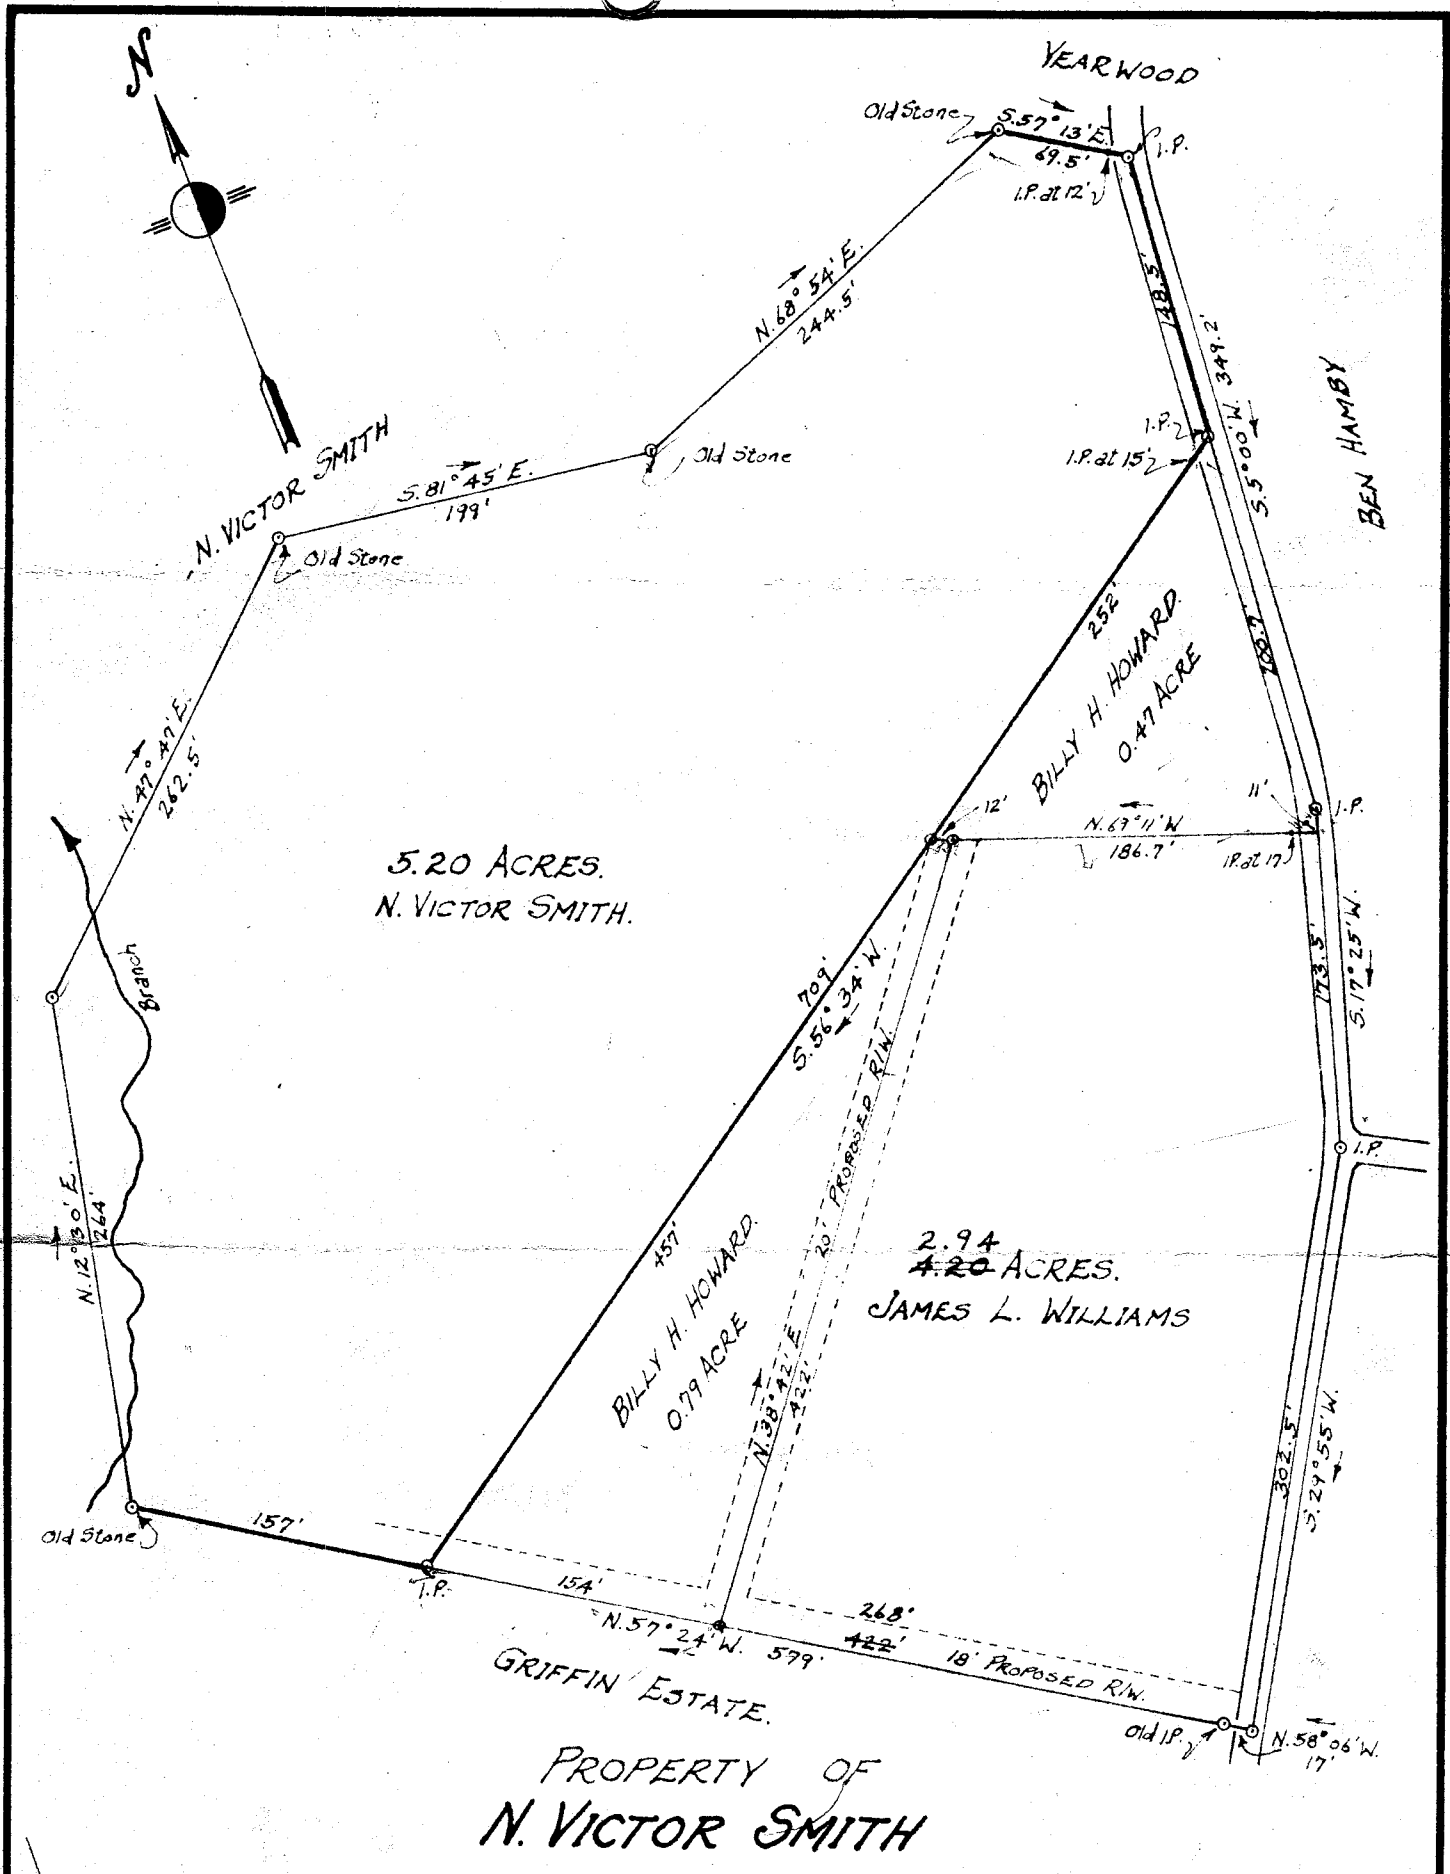 N
YEARWOOD
Old Stone
S.57°13'E.
69.5'
I.P.
I.P. at 12'
N.68°54'E.
244.5'
148.5'
S.5°00'W. 349.2'
BEN HAMBY
I.P.
I.P. at 15'
N. VICTOR SMITH
S.81°45'E.
199'
Old Stone
Old Stone
N.47°47'E.
262.5'
252'
BILLY H. HOWARD.
0.47 ACRE
11'
I.P.
12'
N.69°11'W
186.7'
I.P. at 17'
5.20 ACRES.
N. VICTOR SMITH.
Branch
709'
S.56°34'W.
173.5'
S.17°25'W.
20' PROPOSED R/W.
I.P.
N.12°30'E.
264'
457'
BILLY H. HOWARD.
0.79 ACRE
2.94
4.20 ACRES.
JAMES L. WILLIAMS
N.38°42'E
422'
302.5'
S.29°55'W.
Old Stone
157'
I.P.
154'
N.57°24'W. 579'
268'
422'
18' PROPOSED R/W.
GRIFFIN ESTATE.
Old I.P.
N.58°06'W.
17'
PROPERTY OF
N. VICTOR SMITH